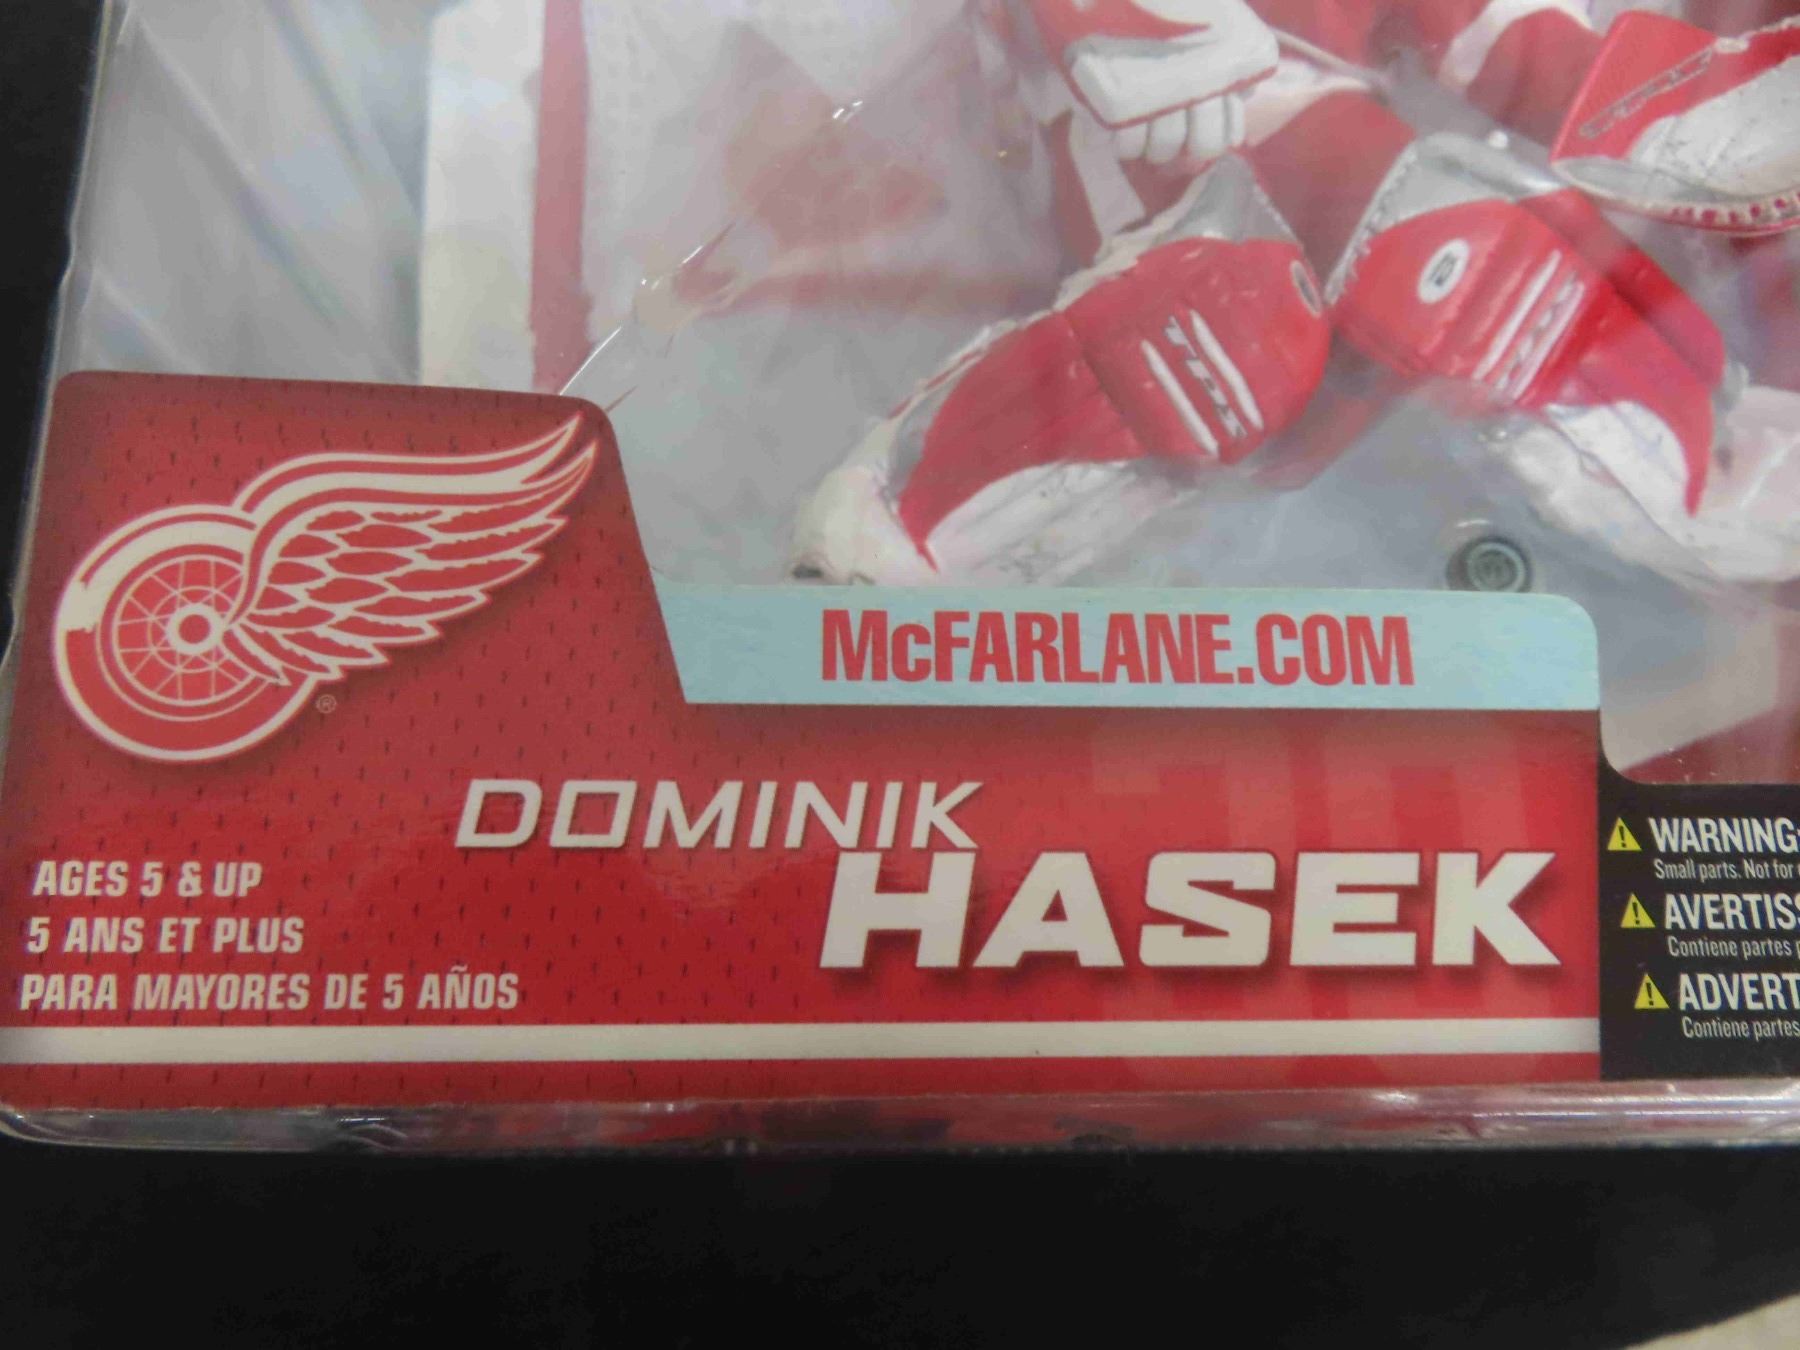 McFARLANE.COM
®
DOMINIK
HASEK
AGES 5 & UP
5 ANS ET PLUS
PARA MAYORES DE 5 AÑOS
WARNING:
Small parts. Not for
AVERTISS
Contiene partes p
ADVERT
Contiene partes